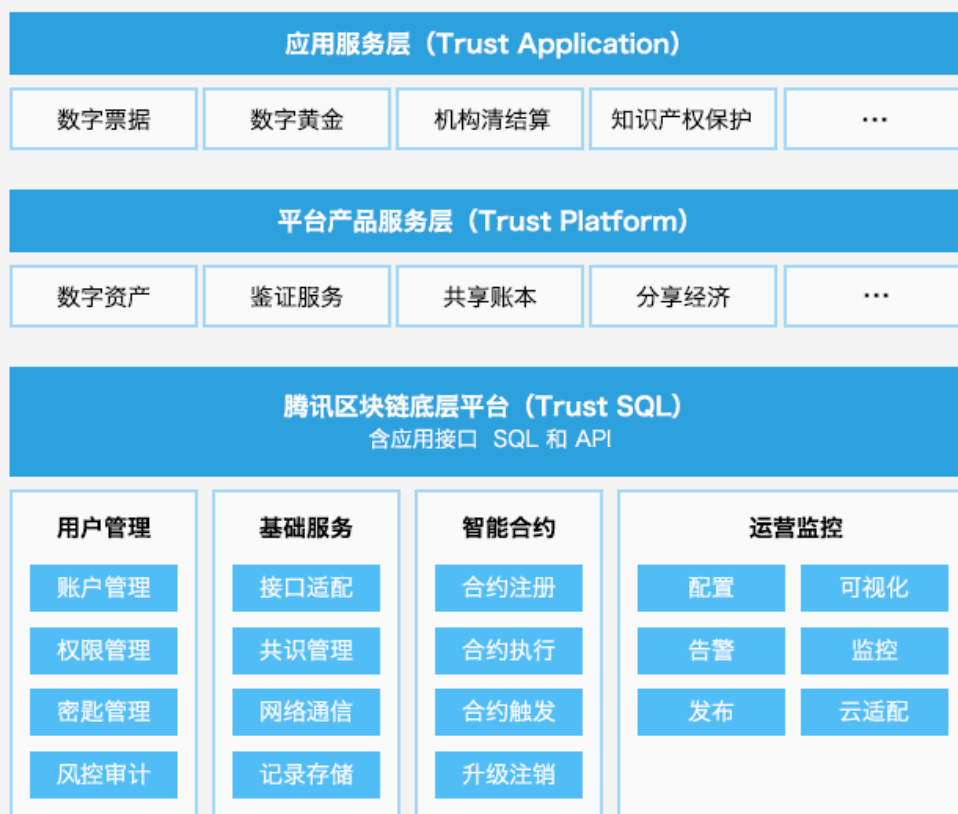 应用服务层（Trust Application）
数字票据 数字黄金 机构清结算 知识产权保护 ···
平台产品服务层（Trust Platform）
数字资产 鉴证服务 共享账本 分享经济 ···
腾讯区块链底层平台（Trust SQL）
含应用接口 SQL 和 API
用户管理
账户管理
权限管理
密匙管理
风控审计
基础服务
接口适配
共识管理
网络通信
记录存储
智能合约
合约注册
合约执行
合约触发
升级注销
运营监控
配置 可视化
告警 监控
发布 云适配